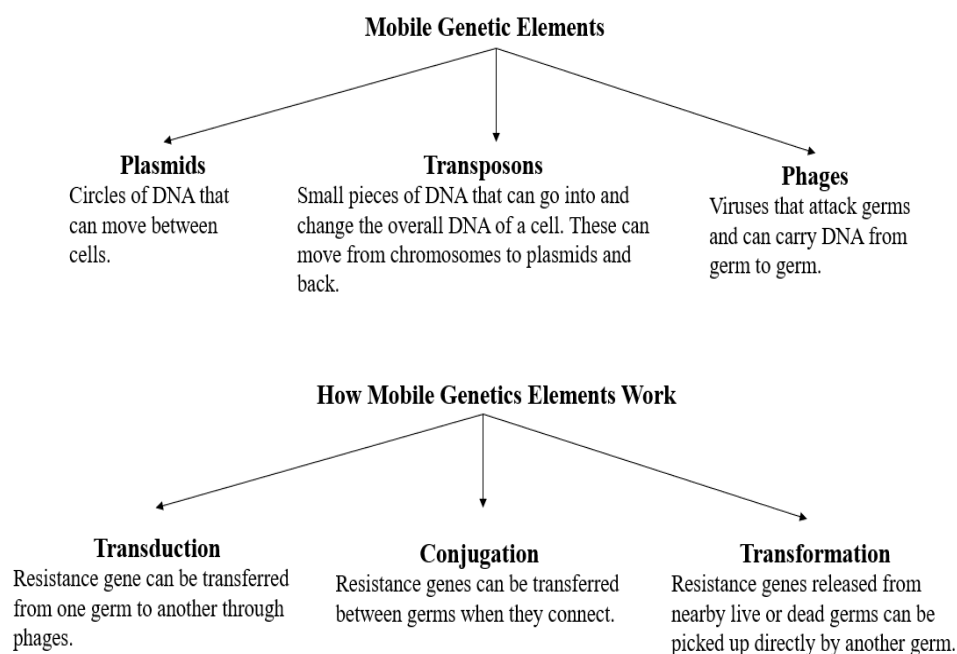 Mobile Genetic Elements
Plasmids
Circles of DNA that
can move between
cells.
Transposons
Small pieces of DNA that can go into and
change the overall DNA of a cell. These can
move from chromosomes to plasmids and
back.
Phages
Viruses that attack germs
and can carry DNA from
germ to germ.
How Mobile Genetics Elements Work
Transduction
Resistance gene can be transferred
from one germ to another through
phages.
Conjugation
Resistance genes can be transferred
between germs when they connect.
Transformation
Resistance genes released from
nearby live or dead germs can be
picked up directly by another germ.